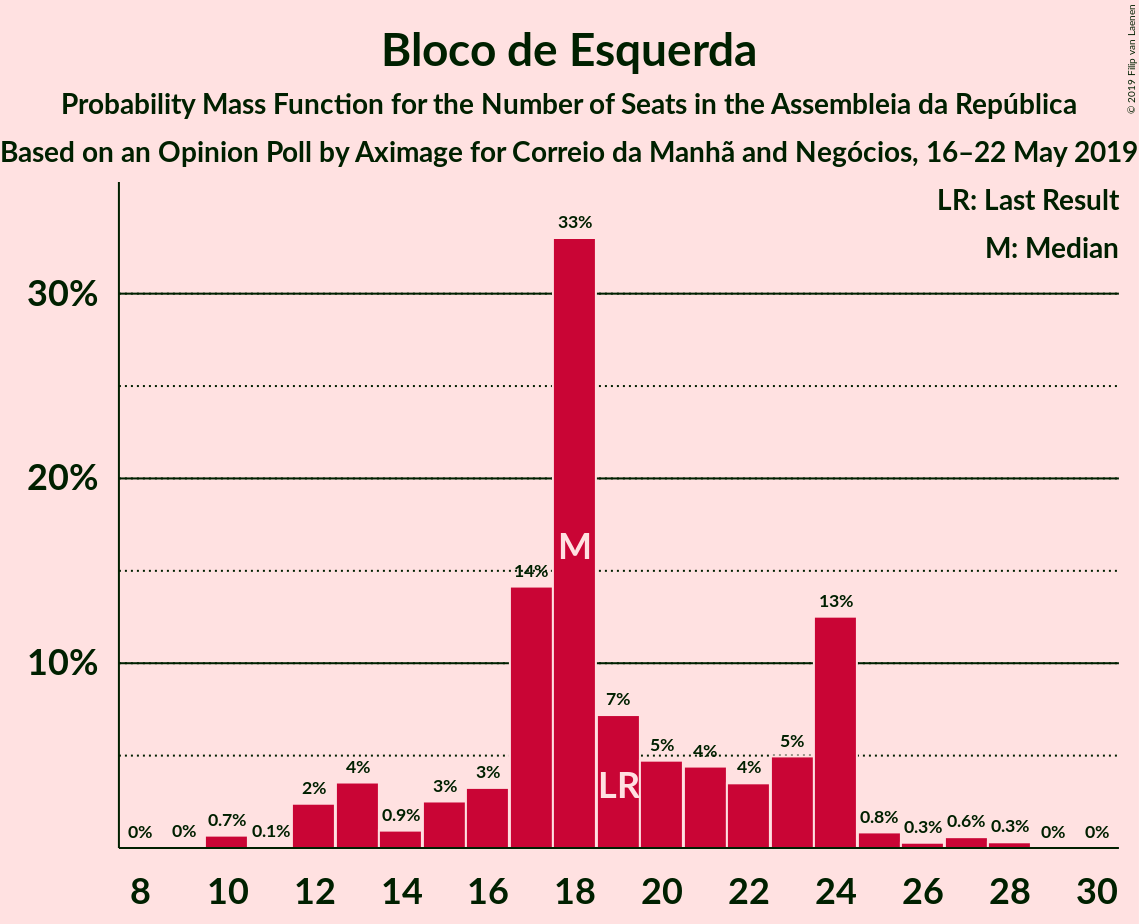 Bloco de Esquerda
Probability Mass Function for the Number of Seats in the Assembleia da República
Based on an Opinion Poll by Aximage for Correio da Manhã and Negócios, 16–22 May 2019
© 2019 Filip van Laenen
LR: Last Result
M: Median
33%
30%
20%
M
14%
13%
10%
7%
5%
4%
4%
5%
LR
4%
3%
3%
2%
0.9%
0.8%
0.7%
0.6%
0.3%
0.3%
0.1%
0%
0%
0%
0%
8 10 12 14 16 18 20 22 24 26 28 30